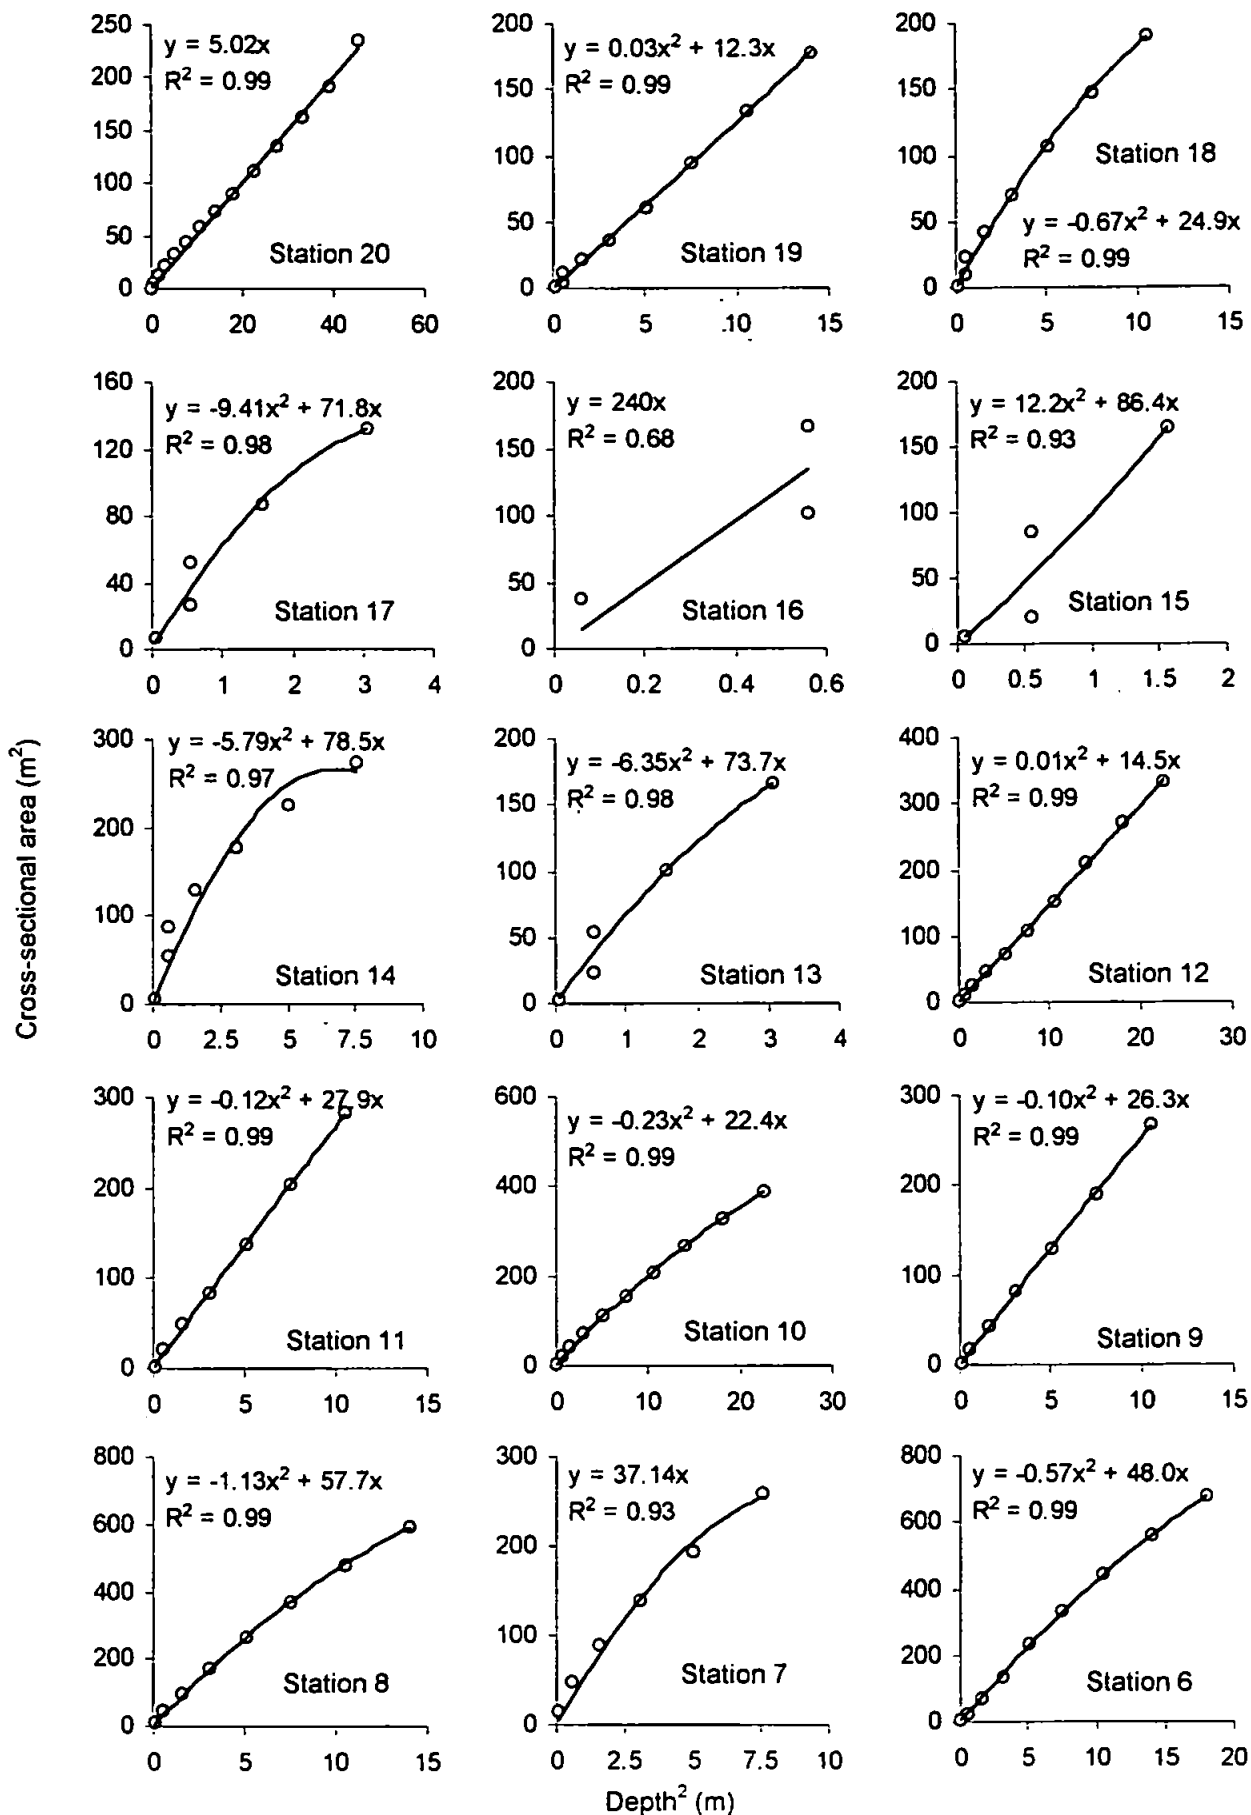 y = 5.02x
R² = 0.99
250
200
150
100
50
0
Station 20
0 20 40 60
y = 0.03x² + 12.3x
R² = 0.99
200
150
100
50
0
Station 19
0 5 10 15
200
150
100
50
0
Station 18
y = -0.67x² + 24.9x
R² = 0.99
0 5 10 15
y = -9.41x² + 71.8x
R² = 0.98
160
120
80
40
0
Station 17
0 1 2 3 4
y = 240x
R² = 0.68
200
150
100
50
0
Station 16
0 0.2 0.4 0.6
y = 12.2x² + 86.4x
R² = 0.93
200
150
100
50
0
Station 15
0 0.5 1 1.5 2
Cross-sectional area (m²)
y = -5.79x² + 78.5x
R² = 0.97
300
200
100
0
Station 14
0 2.5 5 7.5 10
y = -6.35x² + 73.7x
R² = 0.98
200
150
100
50
0
Station 13
0 1 2 3 4
y = 0.01x² + 14.5x
R² = 0.99
400
300
200
100
0
Station 12
0 10 20 30
y = -0.12x² + 27.9x
R² = 0.99
300
200
100
0
Station 11
0 5 10 15
y = -0.23x² + 22.4x
R² = 0.99
600
400
200
0
Station 10
0 10 20 30
y = -0.10x² + 26.3x
R² = 0.99
300
200
100
0
Station 9
0 5 10 15
y = -1.13x² + 57.7x
R² = 0.99
800
600
400
200
0
Station 8
0 5 10 15
y = 37.14x
R² = 0.93
300
200
100
0
Station 7
0 2.5 5 7.5 10
y = -0.57x² + 48.0x
R² = 0.99
800
600
400
200
0
Station 6
0 5 10 15 20
Depth² (m)